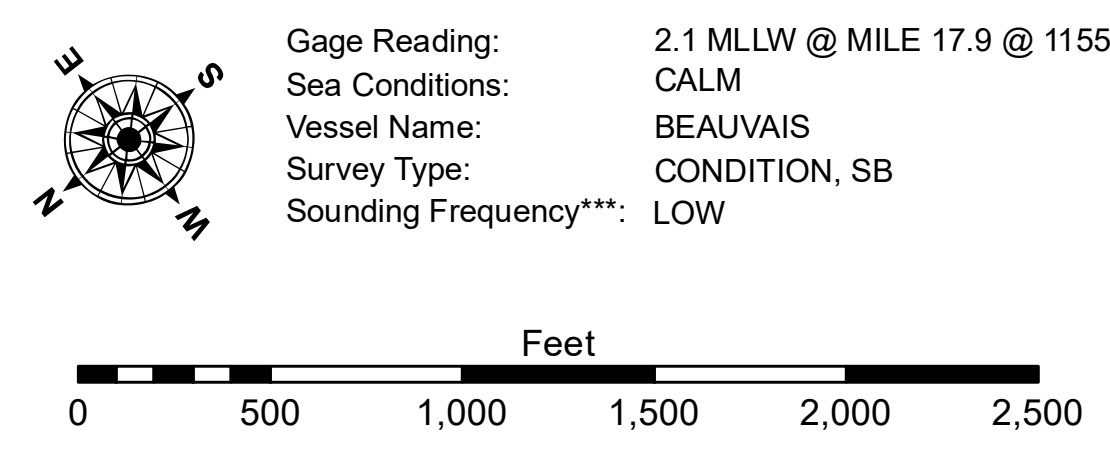 E
S
N
W
Gage Reading: 2.1 MLLW @ MILE 17.9 @ 1155
Sea Conditions: CALM
Vessel Name: BEAUVAIS
Survey Type: CONDITION, SB
Sounding Frequency***: LOW
Feet
0 500 1,000 1,500 2,000 2,500